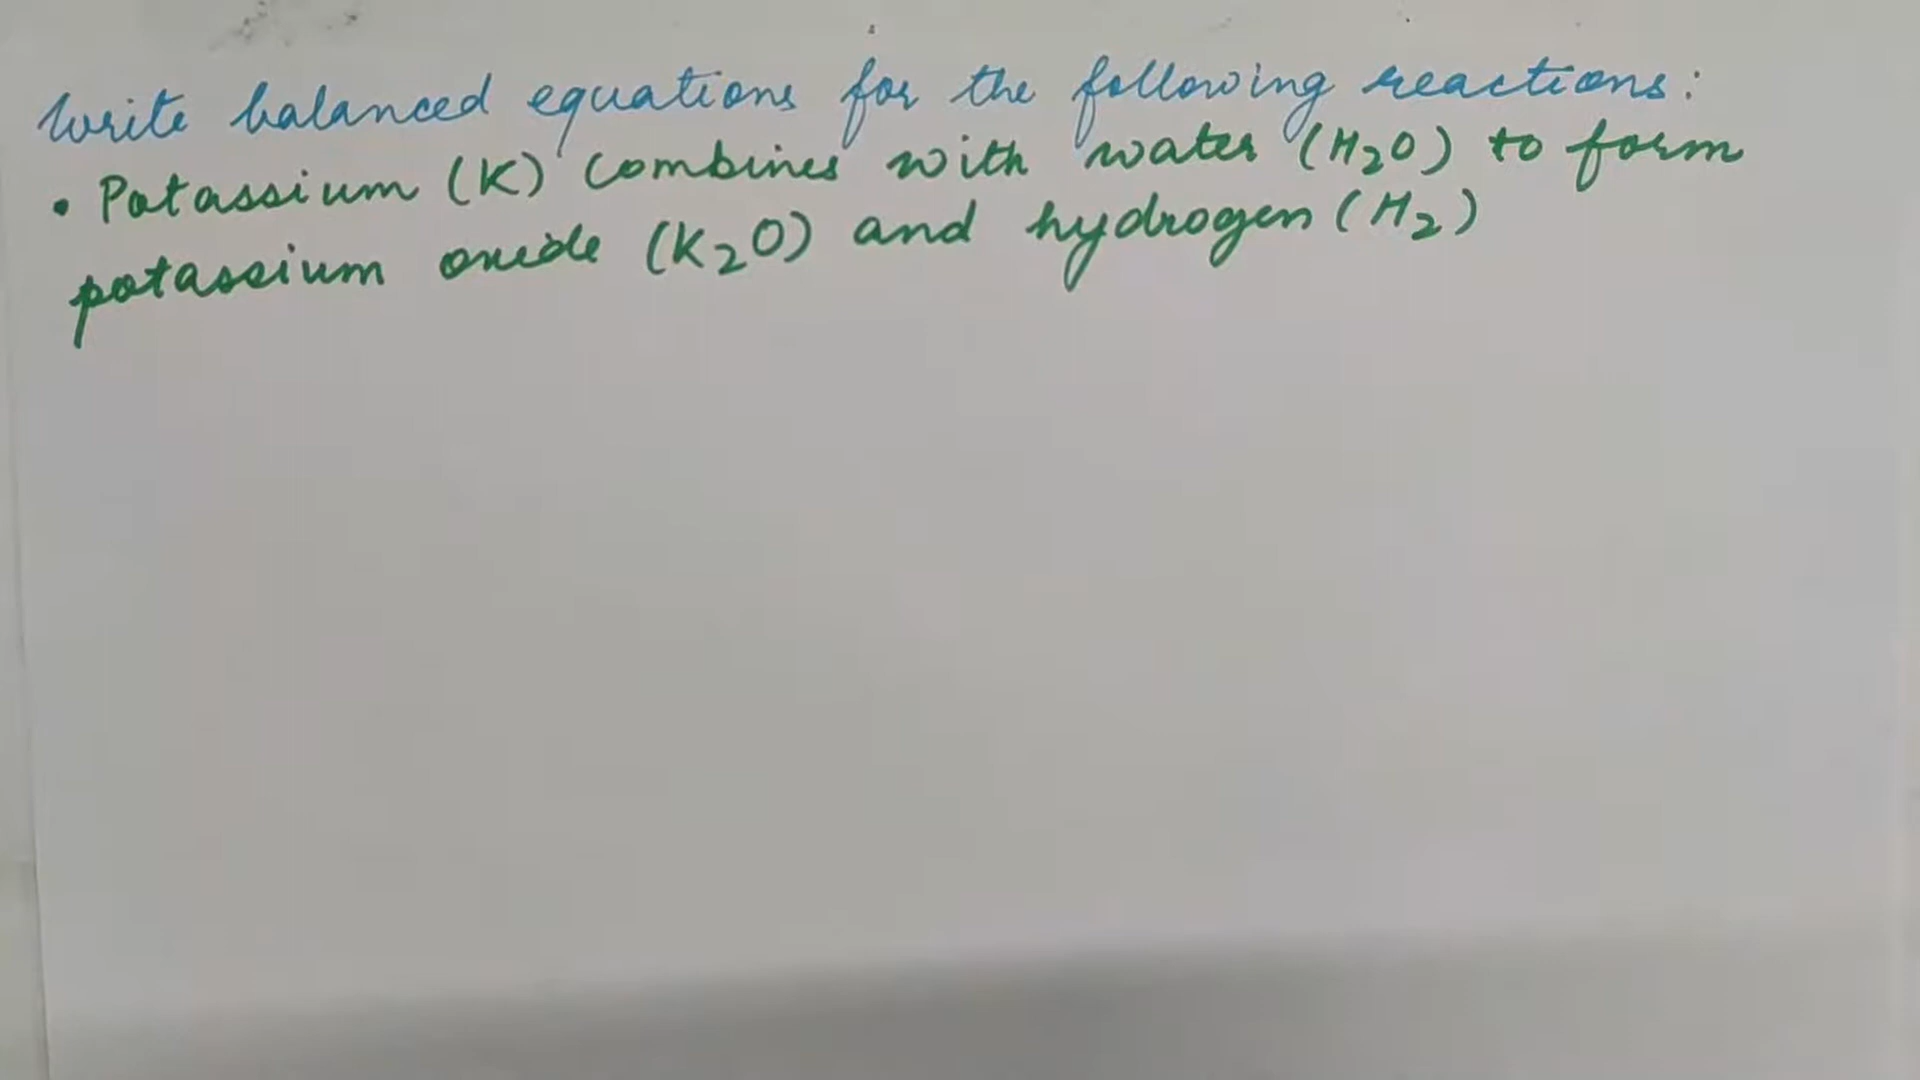 Write balanced equations for the following reactions:
• Potassium (K) combines with water (H₂O) to form
potassium oxide (K₂O) and hydrogen (H₂)